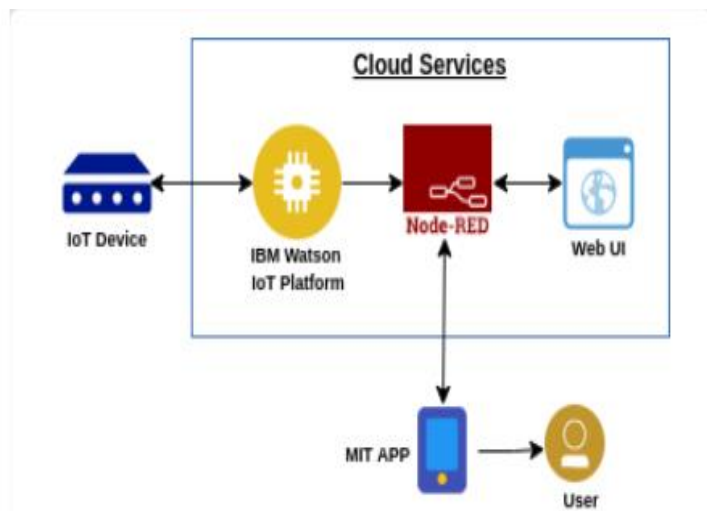 Cloud Services
IoT Device
IBM Watson
IoT Platform
Node-RED
Web UI
MIT APP
User